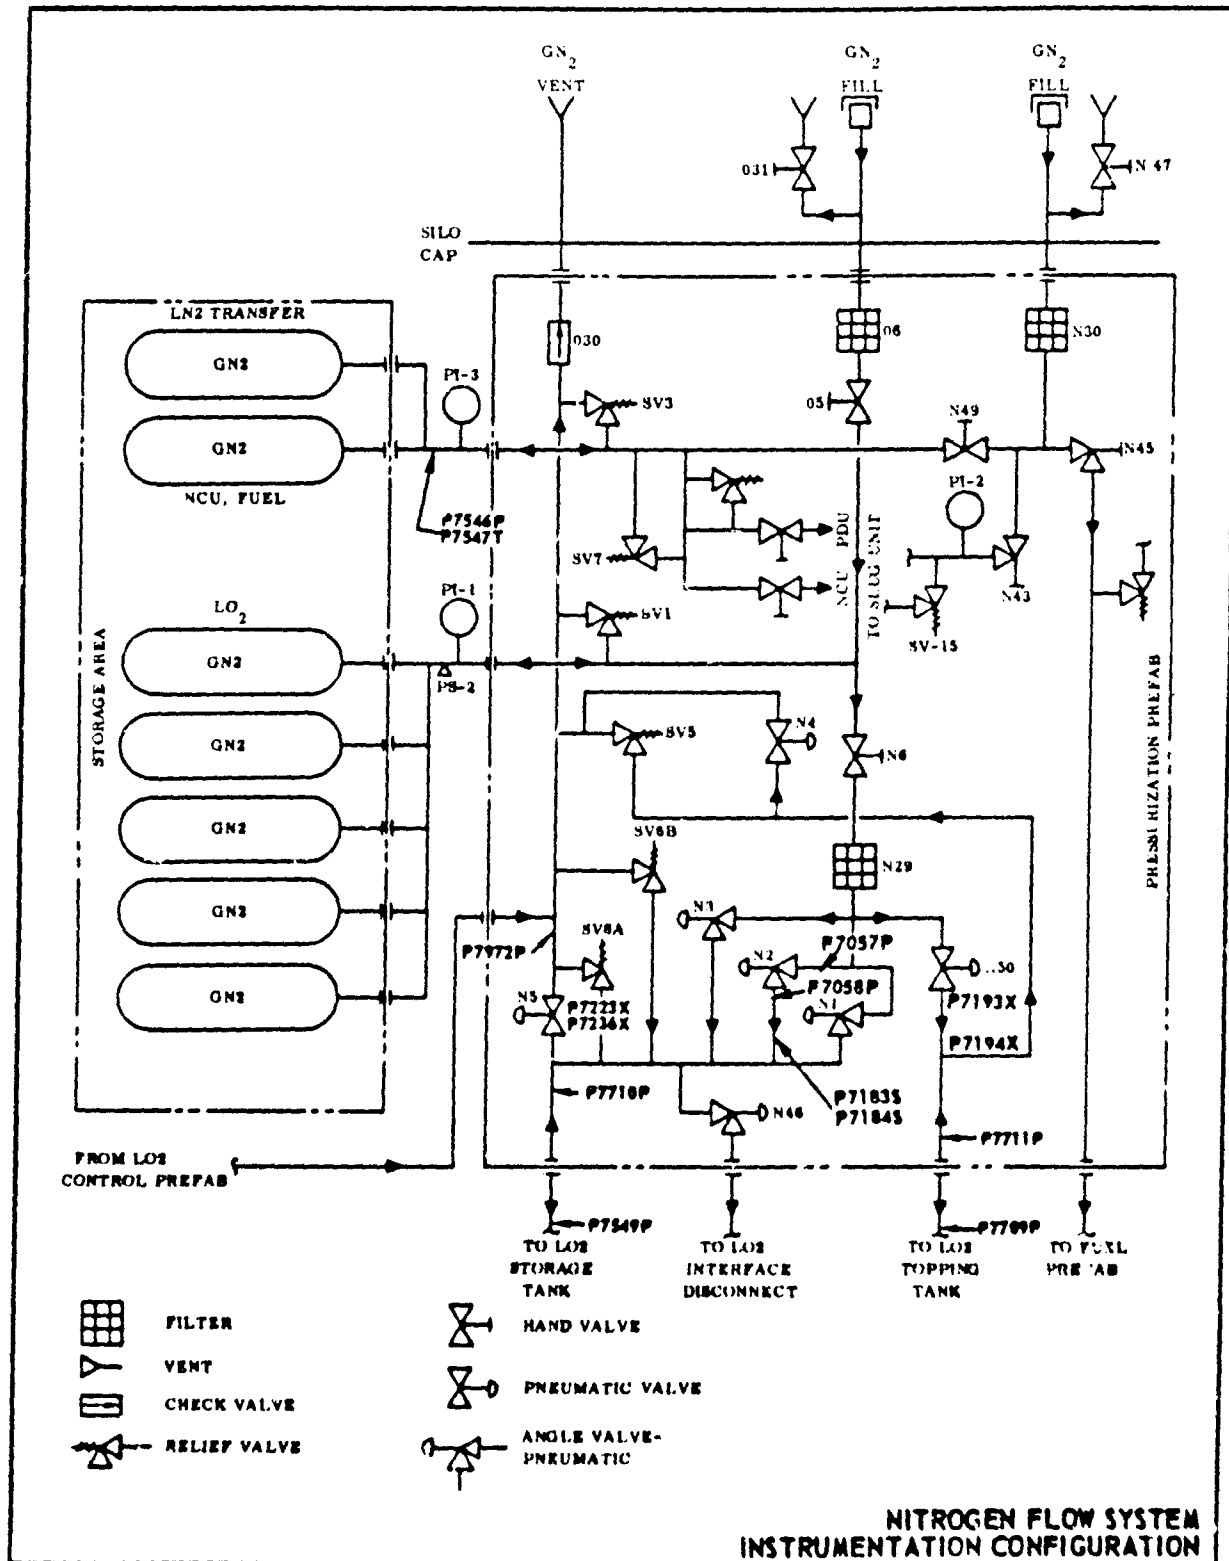 GN2
VENT
GN2
FILL
GN2
FILL
031
N 47
SILO
CAP
LN2 TRANSFER
GN2
030
06
N30
PI-3
SV3
05
N49
N45
GN2
NCU, FUEL
PI-2
P7546P
P7547T
SV7
PDU
NCU
TO SLUG UNIT
N43
SV-15
PI-1
SV1
LO2
GN2
PS-2
STORAGE AREA
PRESSURIZATION PREFAB
GN2
SV5
N4
N6
GN2
SV6B
N29
GN2
N3
P7972P
SV6A
N2
P7057P
..50
GN2
P7058P
P7193X
N5
P7223X
P7236X
N1
P7194X
P7710P
P7183S
P7184S
N46
P7711P
FROM LO2
CONTROL PREFAB
P7549P
P7709P
TO LO2
STORAGE
TANK
TO LO2
INTERFACE
DISCONNECT
TO LO2
TOPPING
TANK
TO FUEL
PREFAB
FILTER
HAND VALVE
VENT
PNEUMATIC VALVE
CHECK VALVE
RELIEF VALVE
ANGLE VALVE-
PNEUMATIC
NITROGEN FLOW SYSTEM
INSTRUMENTATION CONFIGURATION